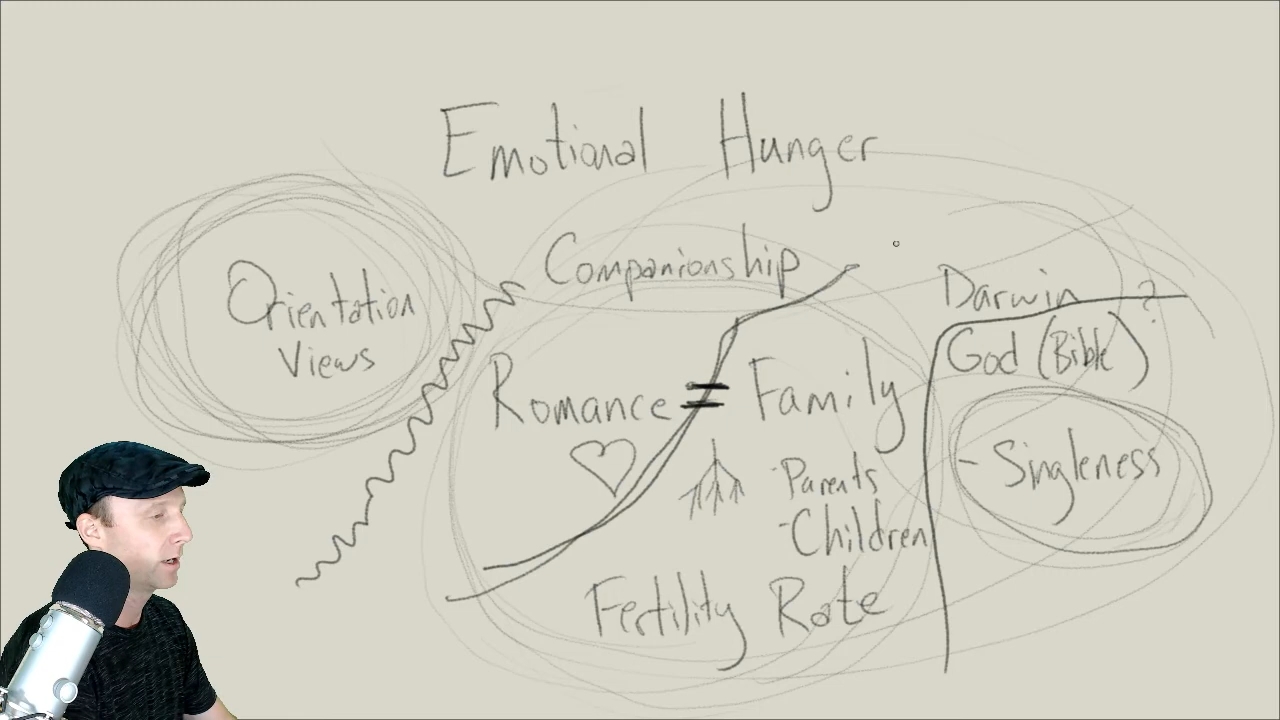 Emotional Hunger
Orientation
Views
Companionship
Romance = Family
- Parents
- Children
Fertility Rate
Darwin ?
God (Bible)
- Singleness